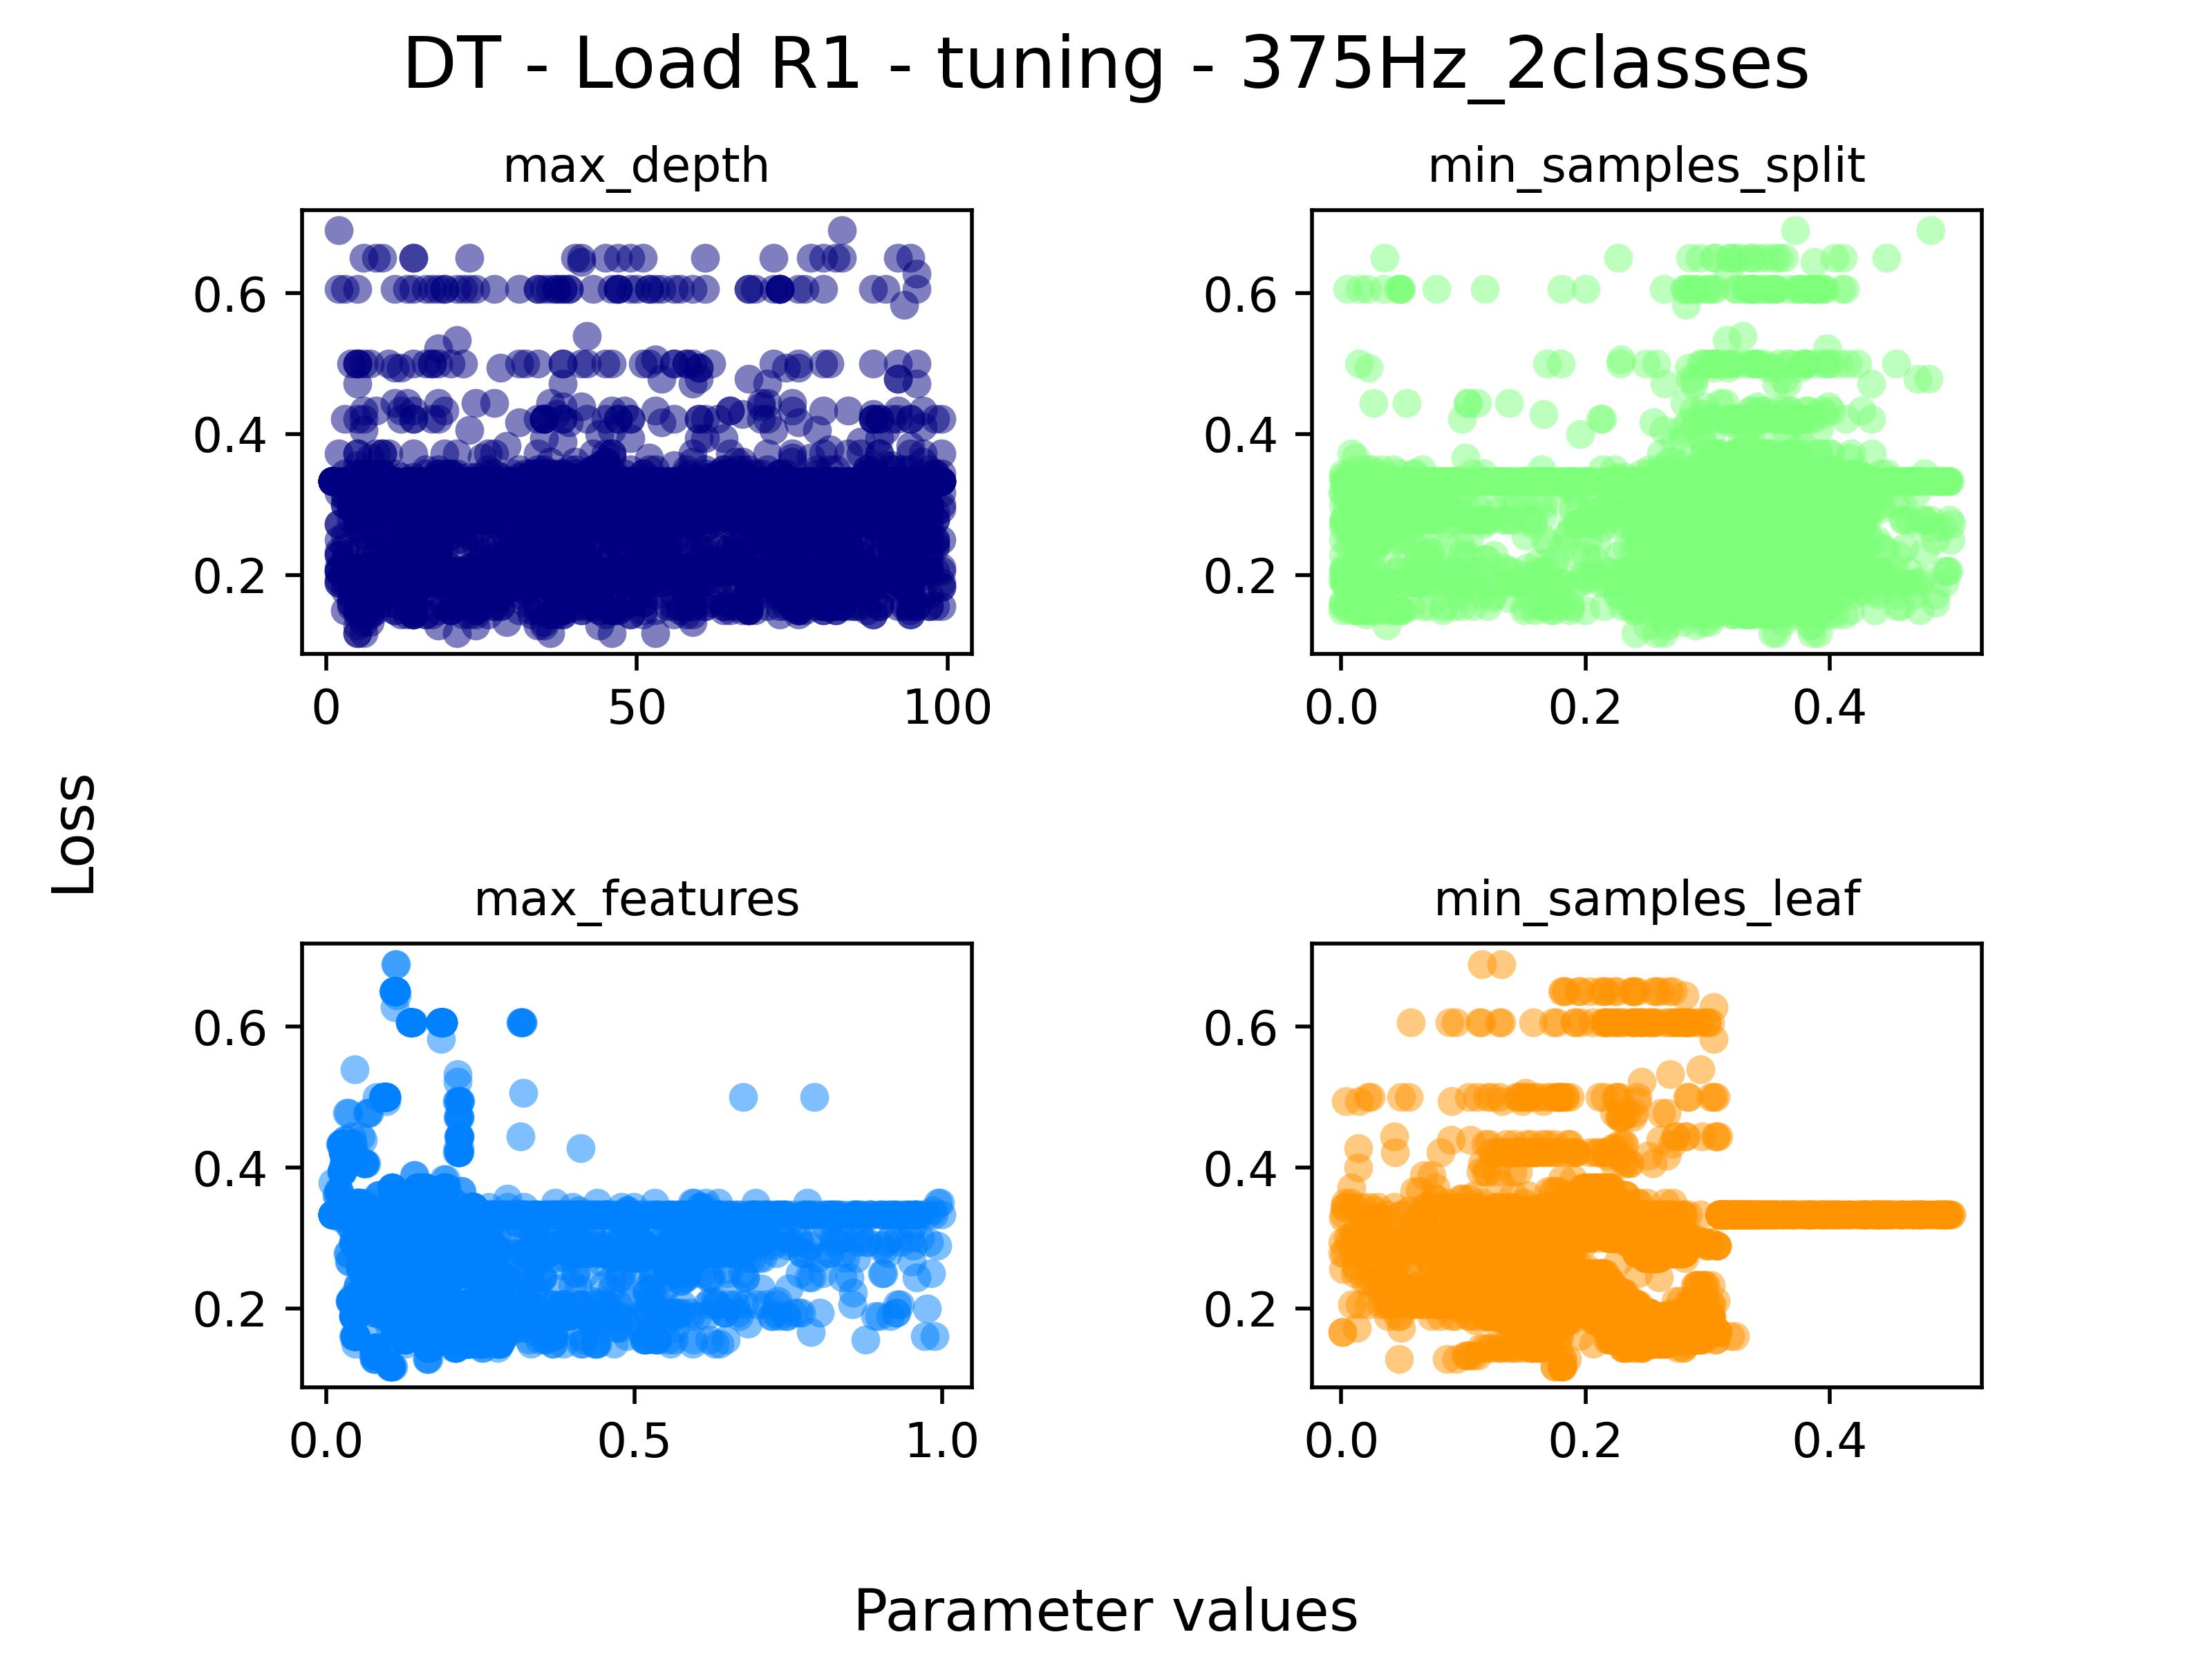 DT - Load R1 - tuning - 375Hz_2classes
max_depth
0.6
0.4
0.2
0 50 100
min_samples_split
0.6
0.4
0.2
0.0 0.2 0.4
Loss
max_features
0.6
0.4
0.2
0.0 0.5 1.0
min_samples_leaf
0.6
0.4
0.2
0.0 0.2 0.4
Parameter values